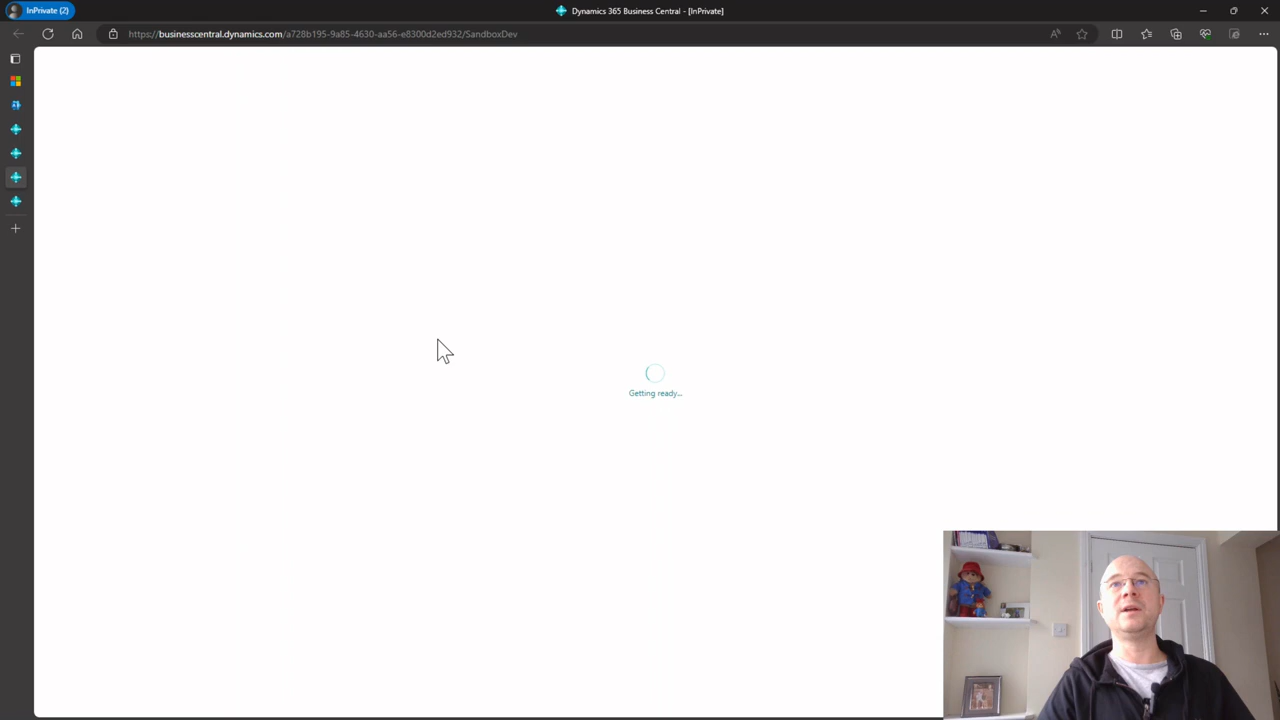 InPrivate (2)
Dynamics 365 Business Central - [InPrivate]
https://businesscentral.dynamics.com/a728b195-9a85-4630-aa56-e8300d2ed932/SandboxDev
Getting ready...